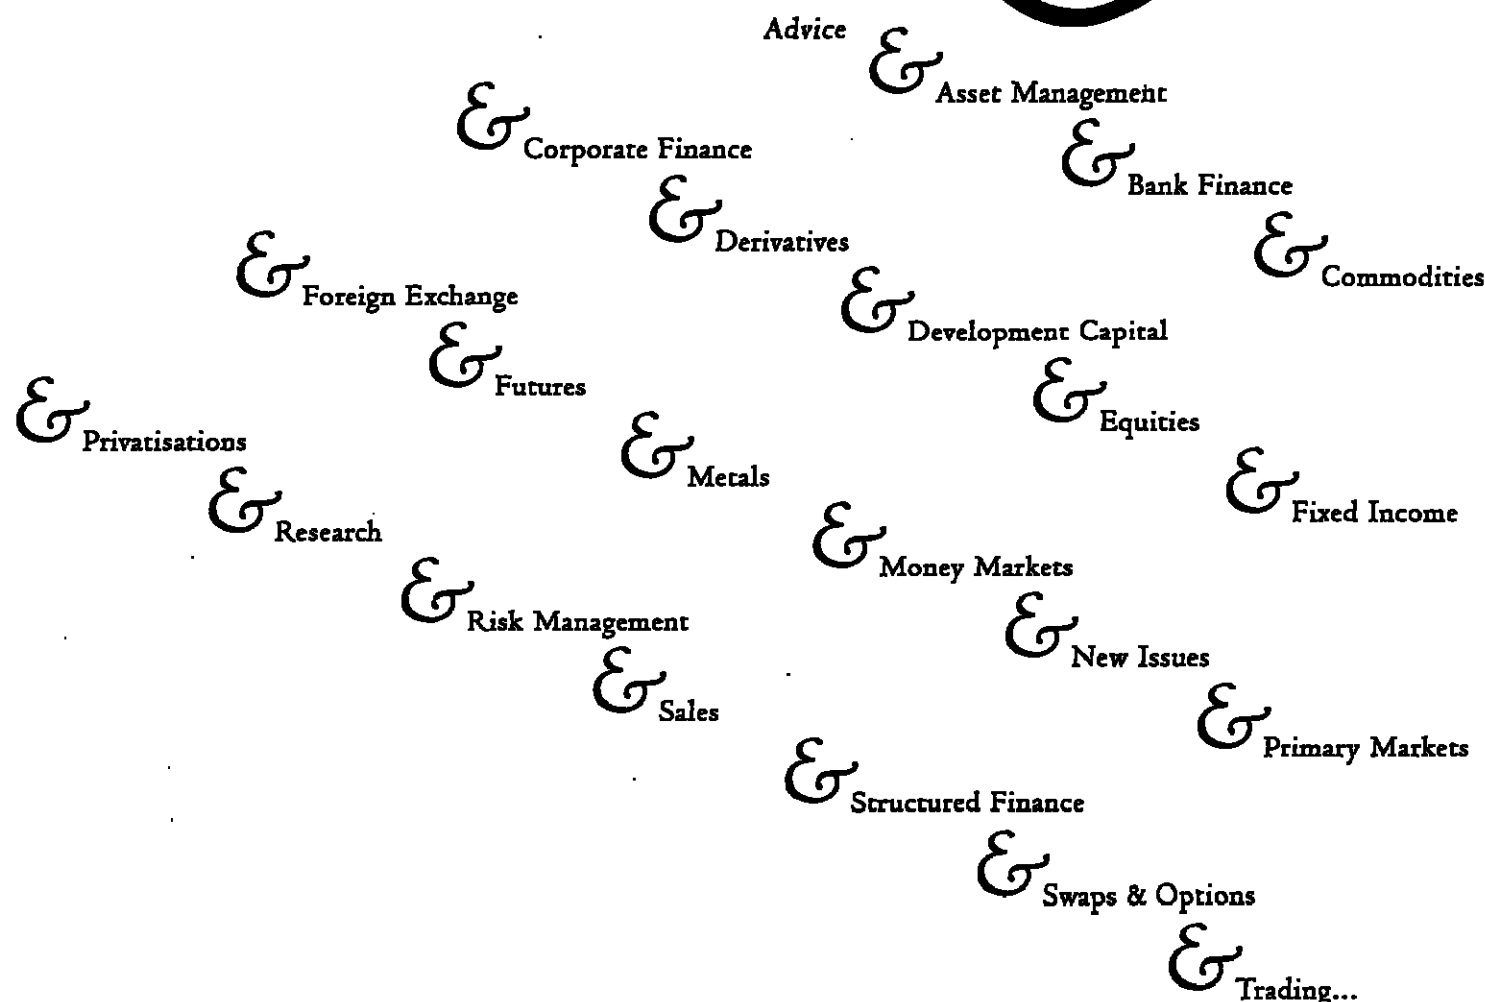 Advice
& Asset Management
& Bank Finance
& Commodities
& Corporate Finance
& Derivatives
& Development Capital
& Equities
& Fixed Income
& Foreign Exchange
& Futures
& Metals
& Money Markets
& New Issues
& Primary Markets
& Privatisations
& Research
& Risk Management
& Sales
& Structured Finance
& Swaps & Options
& Trading...